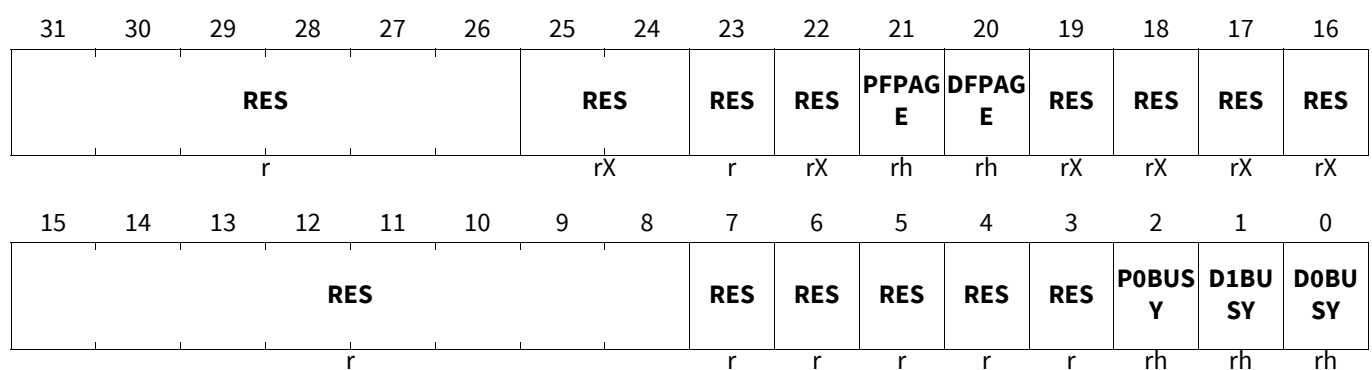 31 30 29 28 27 26 25 24 23 22 21 20 19 18 17 16
RES RES RES RES PFPAG DFPAG RES RES RES RES
E E
r rX r rX rh rh rX rX rX rX
15 14 13 12 11 10 9 8 7 6 5 4 3 2 1 0
RES RES RES RES RES RES P0BUS D1BU D0BU
Y SY SY
r r r r r r rh rh rh